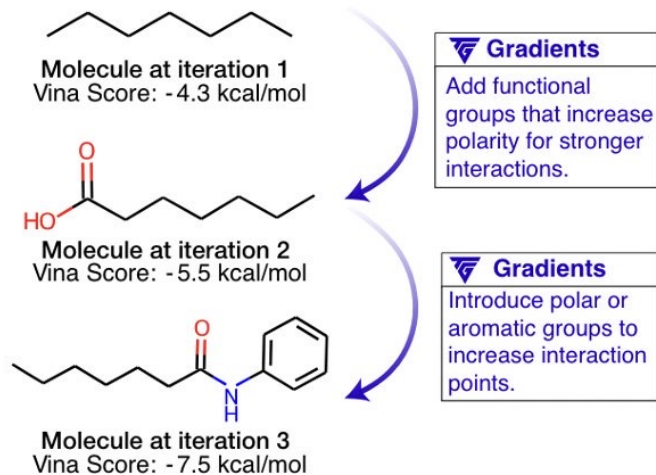 Molecule at iteration 1
Vina Score: -4.3 kcal/mol
Gradients
Add functional
groups that increase
polarity for stronger
interactions.
O
HO
Molecule at iteration 2
Vina Score: -5.5 kcal/mol
Gradients
Introduce polar or
aromatic groups to
increase interaction
points.
O
N
H
Molecule at iteration 3
Vina Score: -7.5 kcal/mol